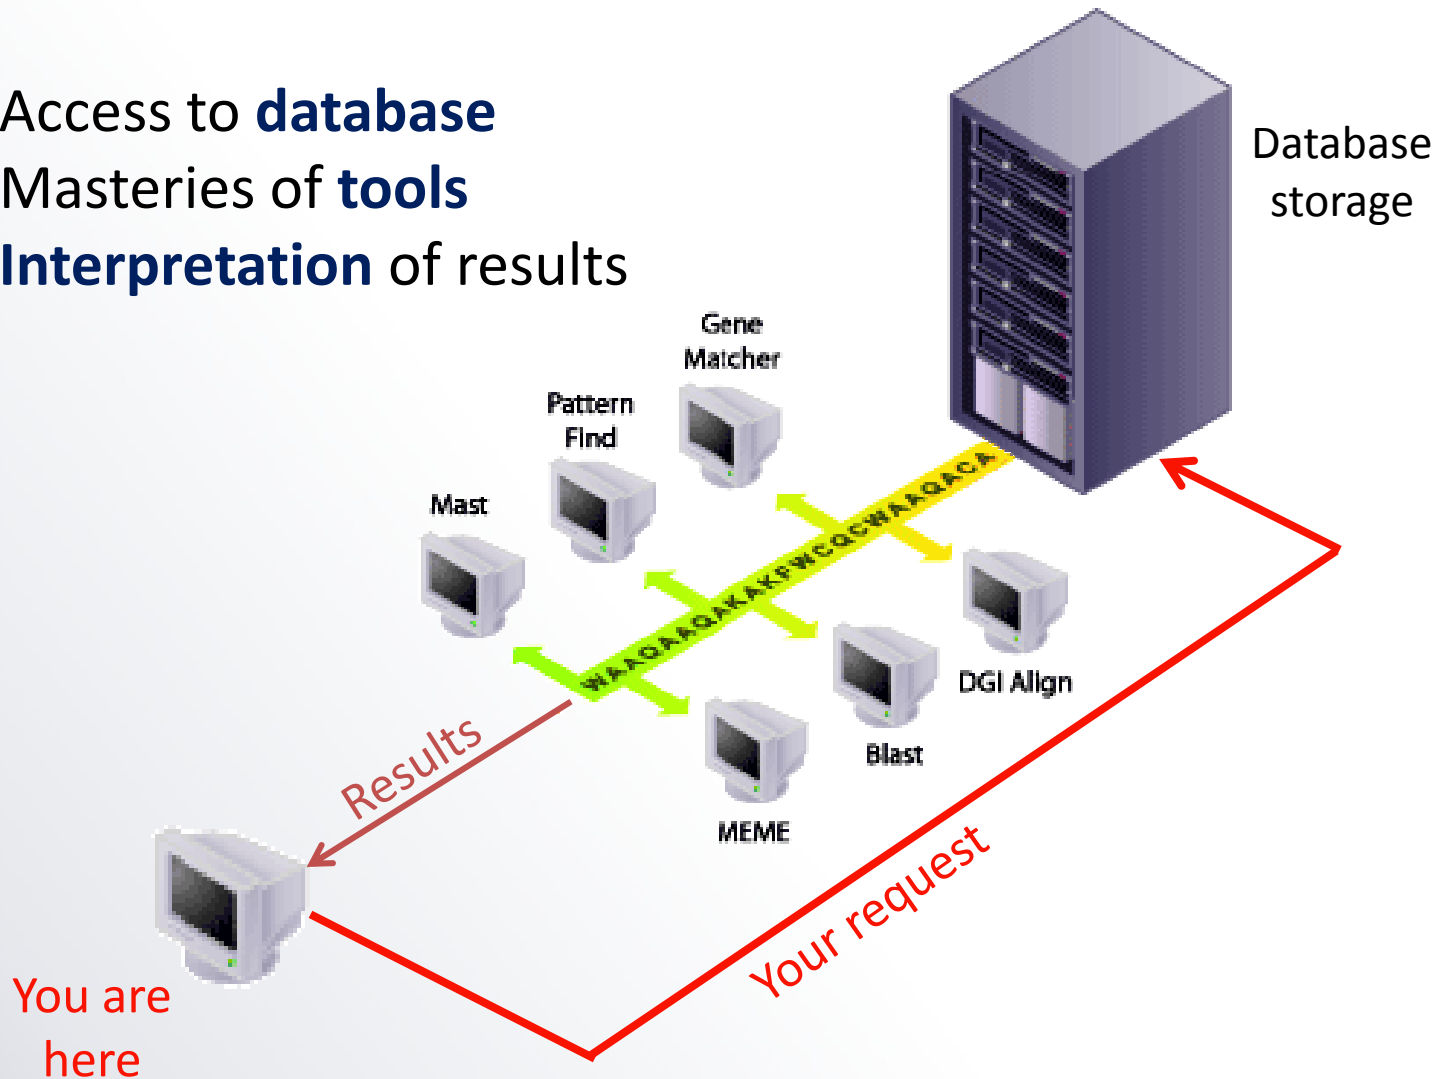 Access to database
Masteries of tools
Interpretation of results
Database
storage
Gene
Matcher
Pattern
Find
Mast
WAAQAAQAKAKFWCQCWAAQACA
DGI Align
Blast
MEME
Results
Your request
You are
here